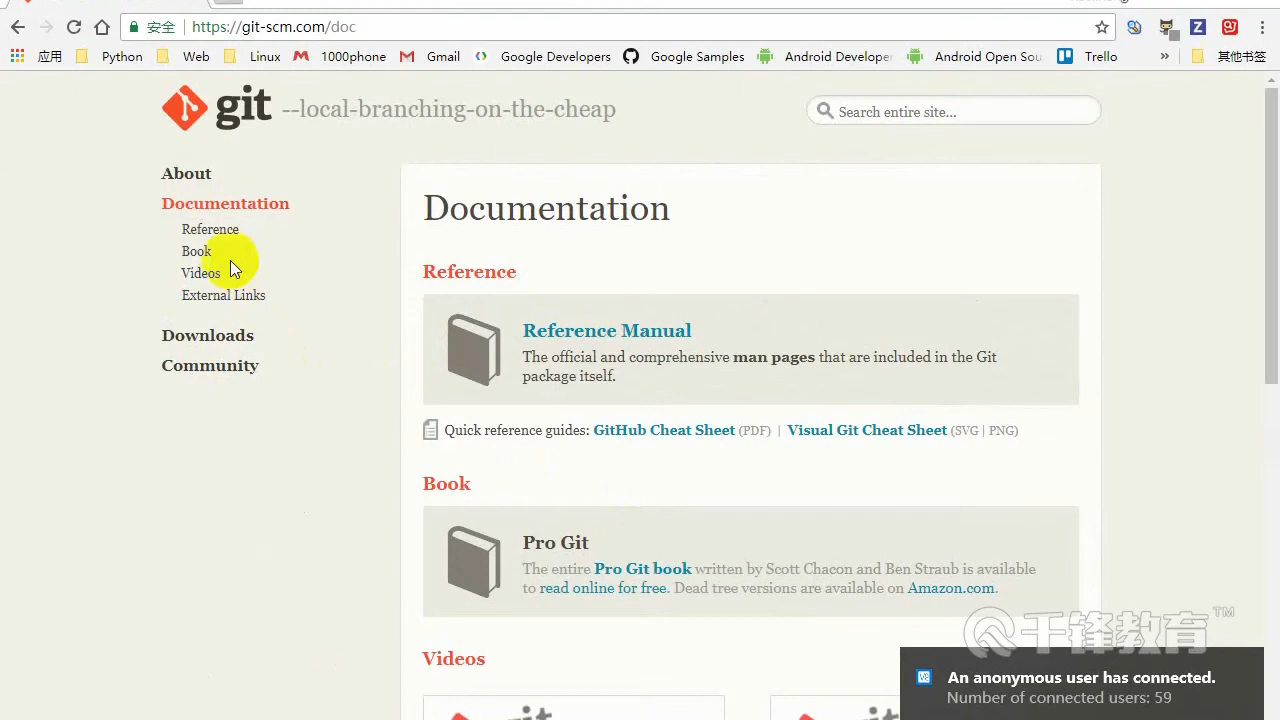 安全 https://git-scm.com/doc
应用 Python Web Linux 1000phone Gmail Google Developers Google Samples Android Developer Android Open Sou Trello » 其他书签
git --local-branching-on-the-cheap
Search entire site...
About
Documentation
Reference
Book
Videos
External Links
Downloads
Community
Documentation
Reference
Reference Manual
The official and comprehensive man pages that are included in the Git
package itself.
Quick reference guides: GitHub Cheat Sheet (PDF) | Visual Git Cheat Sheet (SVG | PNG)
Book
Pro Git
The entire Pro Git book written by Scott Chacon and Ben Straub is available
to read online for free. Dead tree versions are available on Amazon.com.
Videos
git
git
千锋教育™
An anonymous user has connected.
Number of connected users: 59